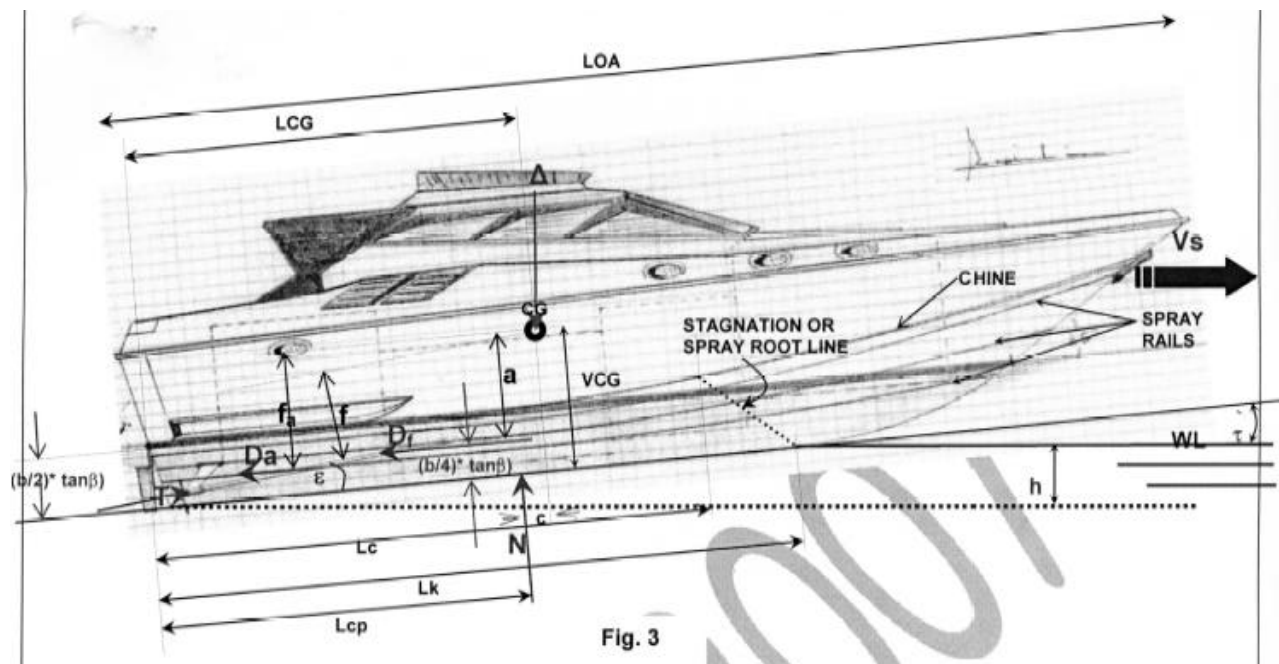 LOA
LCG
Δ
Vs
CG
CHINE
STAGNATION OR
SPRAY ROOT LINE
SPRAY
RAILS
a
VCG
fa
f
Df
Da
ε
(b/4)* tanβ)
(b/2)* tanβ)
T
WL
τ
h
c
N
Lc
Lk
Lcp
Fig. 3
007